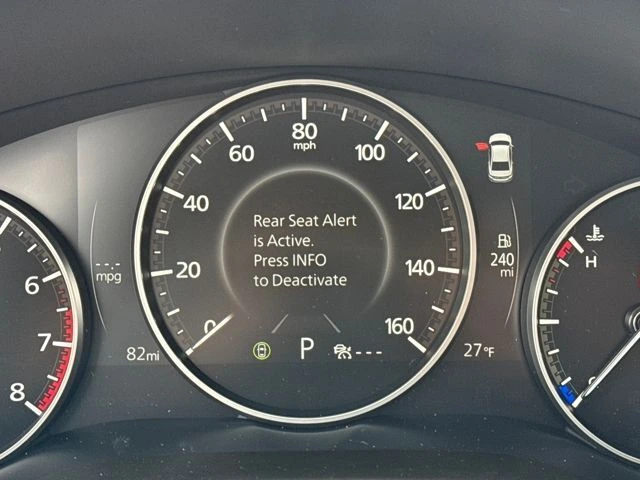 80
mph
60
100
40
120
20
140
0
160
Rear Seat Alert
is Active.
Press INFO
to Deactivate
---
mpg
240
mi
H
6
7
8
82mi
P
---
27°F